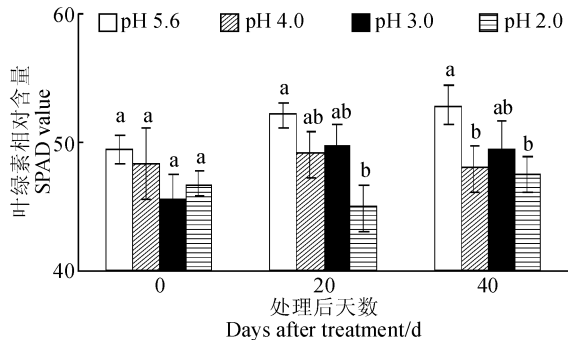 60
pH 5.6 pH 4.0 pH 3.0 pH 2.0
a a a a
a ab ab b
a b ab b
50
40
叶绿素相对含量
SPAD value
0 20 40
处理后天数
Days after treatment/d